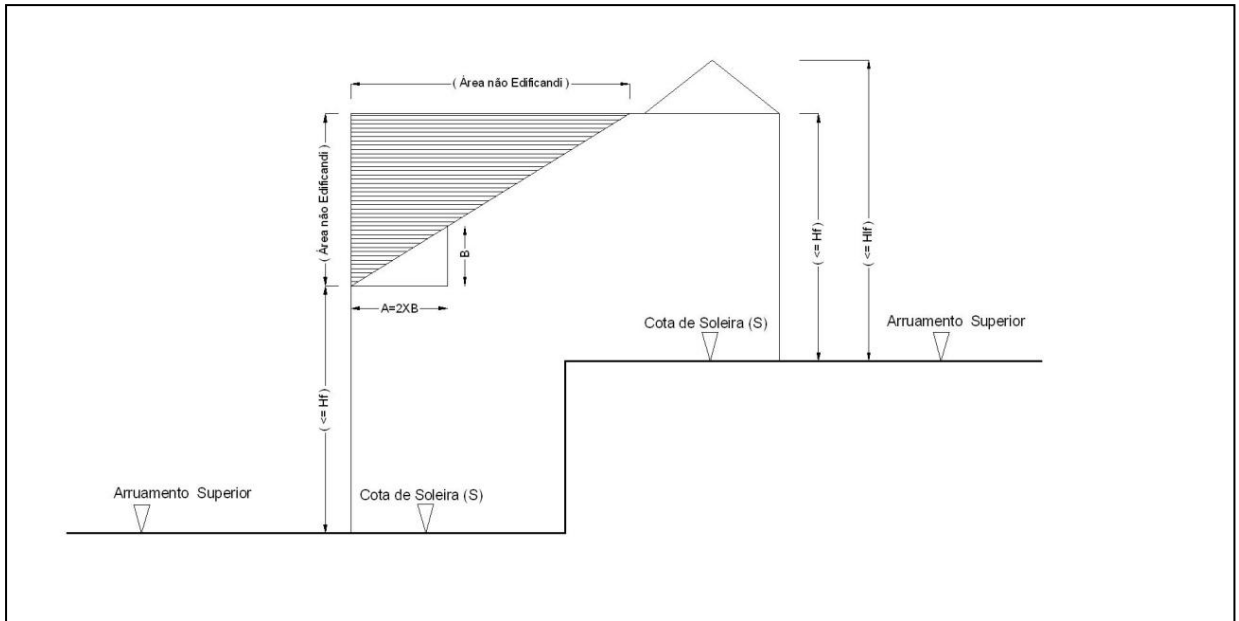 ( Área não Edificandi )
( Área não Edificandi )
B
A=2XB
( <= Hf )
( <= Hlf )
Cota de Soleira (S)
Arruamento Superior
( <= Hf )
Arruamento Superior
Cota de Soleira (S)